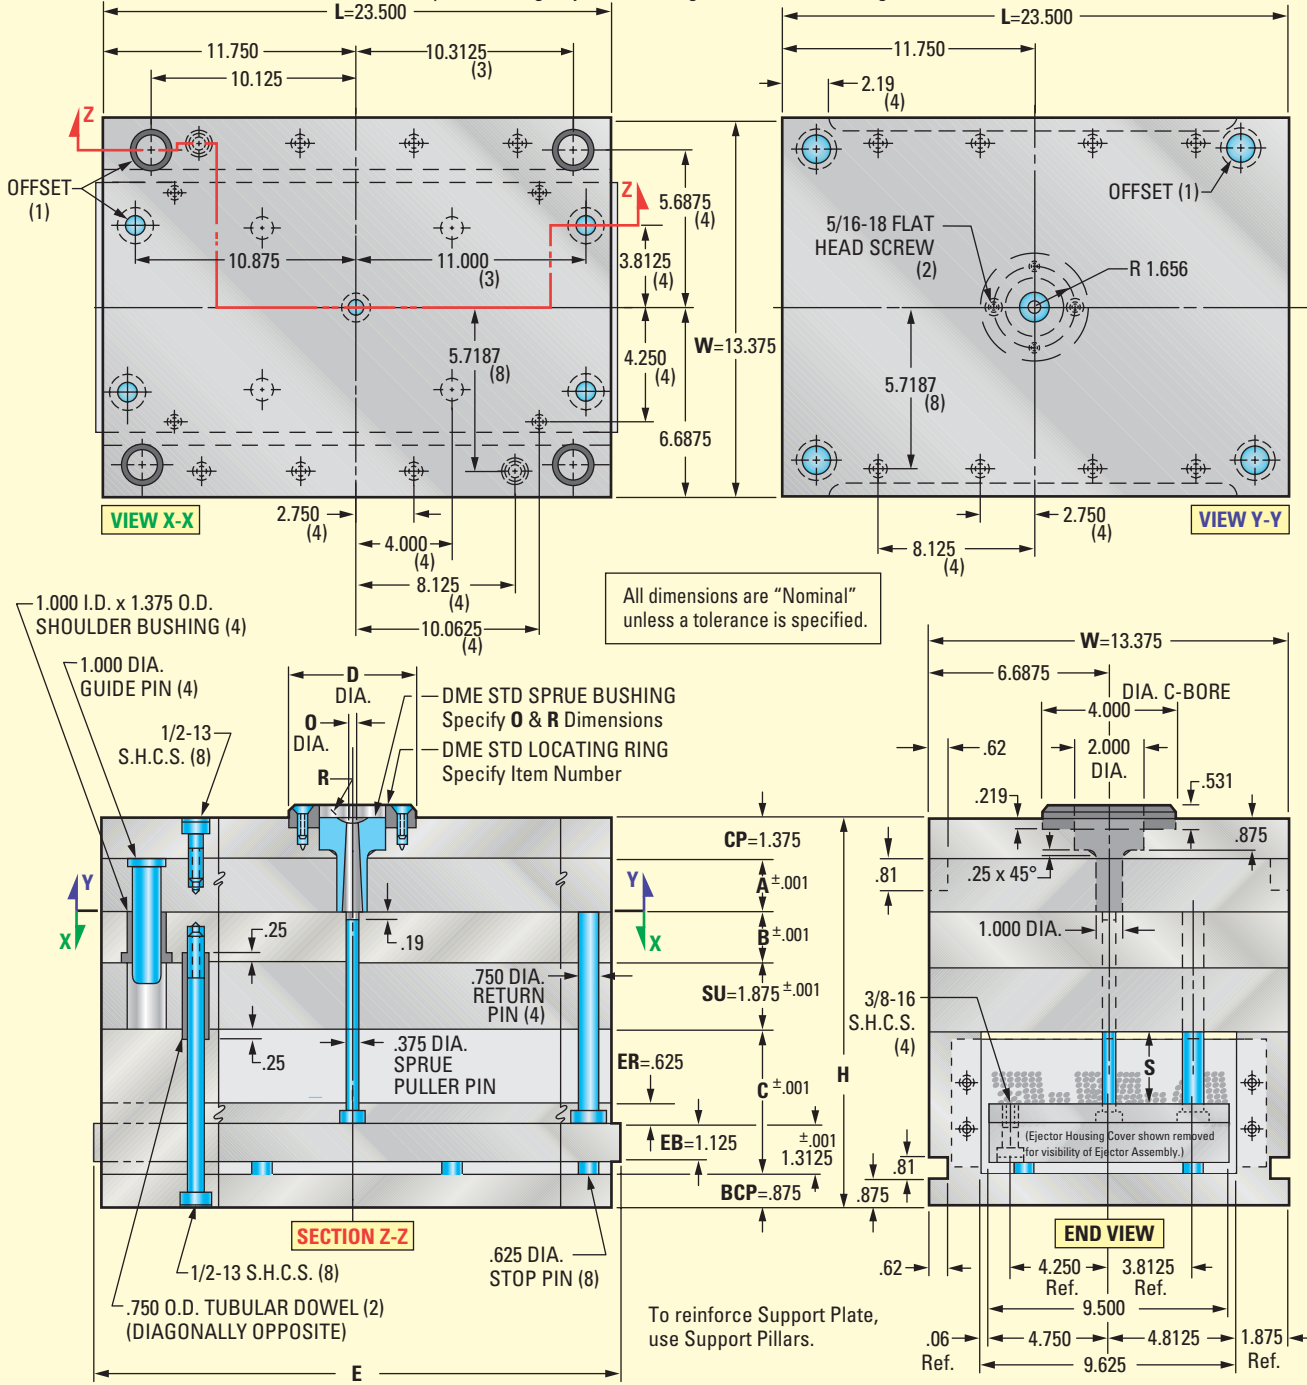 L=23.500
11.750
10.3125
(3)
10.125
Z
OFFSET
(1)
Z
5.6875
(4)
10.875
11.000
(3)
3.8125
(4)
5.7187
(8)
4.250
(4)
W=13.375
6.6875
VIEW X-X
2.750
(4)
4.000
(4)
8.125
(4)
10.0625
(4)
L=23.500
11.750
2.19
(4)
OFFSET (1)
5/16-18 FLAT
HEAD SCREW
(2)
R 1.656
5.7187
(8)
2.750
(4)
8.125
(4)
VIEW Y-Y
All dimensions are “Nominal”
unless a tolerance is specified.
1.000 I.D. x 1.375 O.D.
SHOULDER BUSHING (4)
1.000 DIA.
GUIDE PIN (4)
1/2-13
S.H.C.S. (8)
D
DIA.
O
DIA.
R
DME STD SPRUE BUSHING
Specify O & R Dimensions
DME STD LOCATING RING
Specify Item Number
CP=1.375
Y
X
A ±.001
Y
X
B ±.001
.25
.19
.750 DIA.
RETURN
PIN (4)
SU=1.875 ±.001
.25
.375 DIA.
SPRUE
PULLER PIN
ER=.625
C ±.001
H
EB=1.125
±.001
1.3125
BCP=.875
SECTION Z-Z
1/2-13 S.H.C.S. (8)
.625 DIA.
STOP PIN (8)
.750 O.D. TUBULAR DOWEL (2)
(DIAGONALLY OPPOSITE)
E
To reinforce Support Plate,
use Support Pillars.
W=13.375
6.6875
DIA. C-BORE
4.000
.62
2.000
DIA.
.531
.219
.875
.81
.25 x 45°
1.000 DIA.
3/8-16
S.H.C.S.
(4)
S
(Ejector Housing Cover shown removed
for visibility of Ejector Assembly.)
.81
.875
END VIEW
.62
4.250
Ref.
3.8125
Ref.
9.500
.06
Ref.
4.750
4.8125
1.875
Ref.
9.625